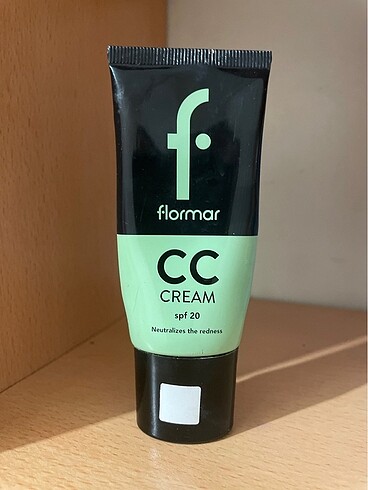 f
flormar
CC
CREAM
spf 20
Neutralizes the redness